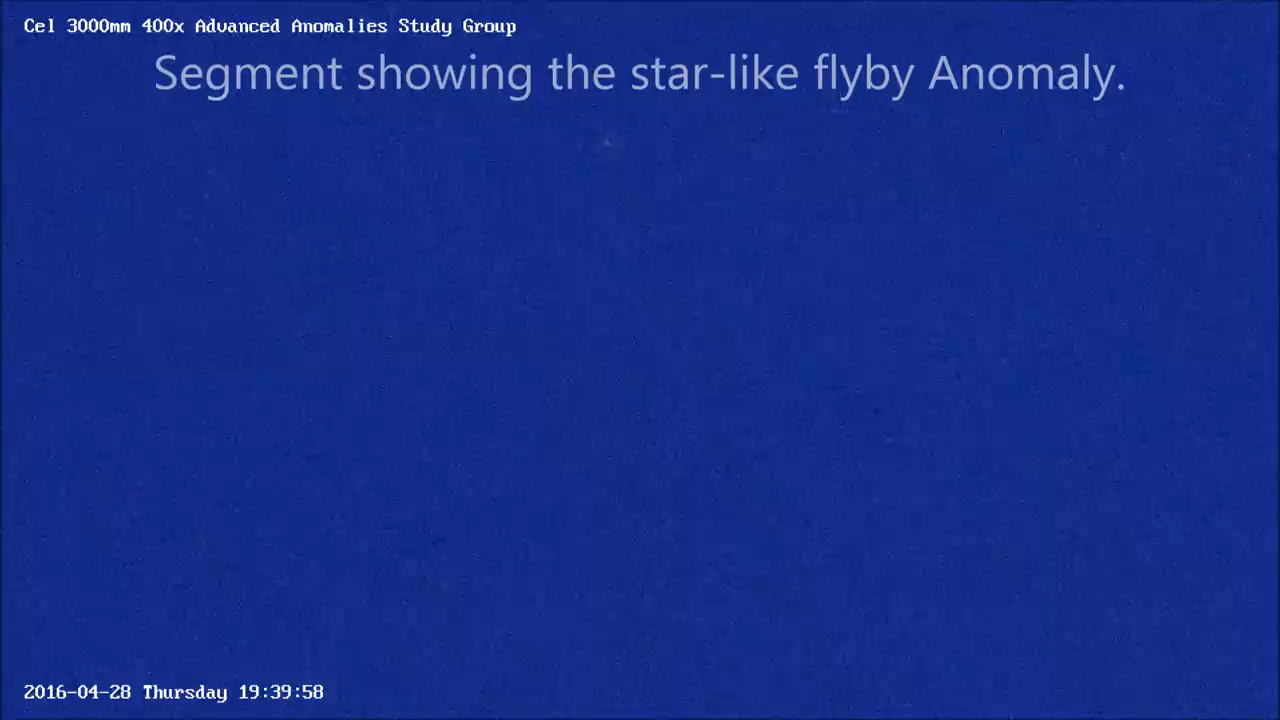 Cel 3000mm 400x Advanced Anomalies Study Group
Segment showing the star-like flyby Anomaly.
2016-04-28 Thursday 19:39:58